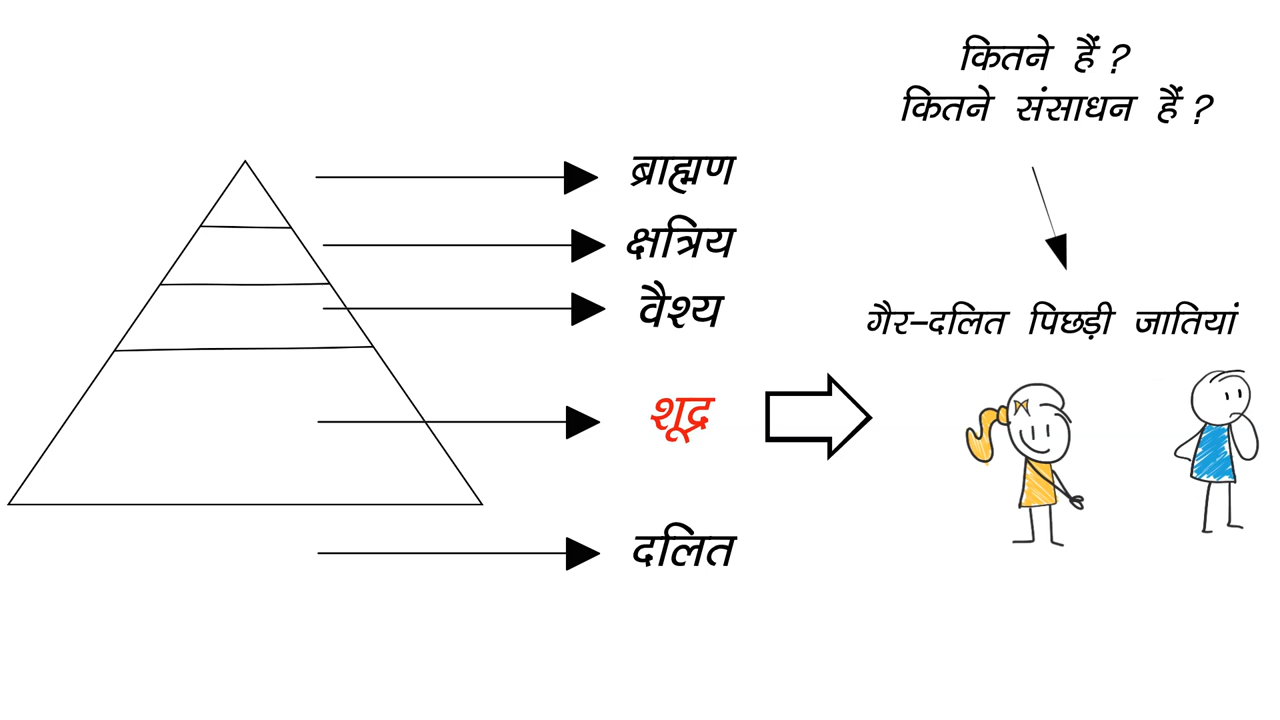 कितने हैं ?
कितने संसाधन हैं ?
ब्राह्मण
क्षत्रिय
वैश्य
गैर-दलित पिछड़ी जातियां
शूद्र
दलित